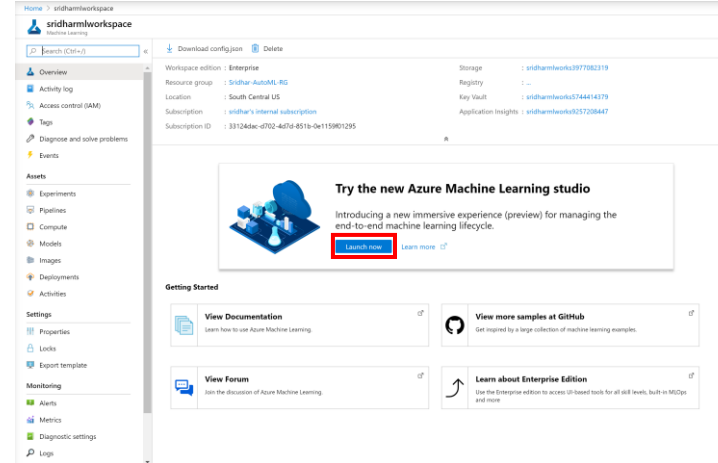 Home > sridharmlworkspace
sridharmlworkspace
Machine Learning
Search (Ctrl+/)
«
Download config.json
Delete
Overview
Activity log
Access control (IAM)
Tags
Diagnose and solve problems
Events
Assets
Experiments
Pipelines
Compute
Models
Images
Deployments
Activities
Settings
Properties
Locks
Export template
Monitoring
Alerts
Metrics
Diagnostic settings
Logs
Workspace edition : Enterprise
Resource group : Sridhar-AutoML-RG
Location : South Central US
Subscription : sridhar's internal subscription
Subscription ID : 33124dac-d702-4d7d-851b-0e1159f01295
Storage : sridharmlworks3977082319
Registry : ...
Key Vault : sridharmlworks5744414379
Application Insights : sridharmlworks9257208447
Try the new Azure Machine Learning studio
Introducing a new immersive experience (preview) for managing the
end-to-end machine learning lifecycle.
Launch now
Learn more
Getting Started
View Documentation
Learn how to use Azure Machine Learning.
View more samples at GitHub
Get inspired by a large collection of machine learning examples.
View Forum
Join the discussion of Azure Machine Learning.
Learn about Enterprise Edition
Use the Enterprise edition to access UI-based tools for all skill levels, built-in MLOps
and more